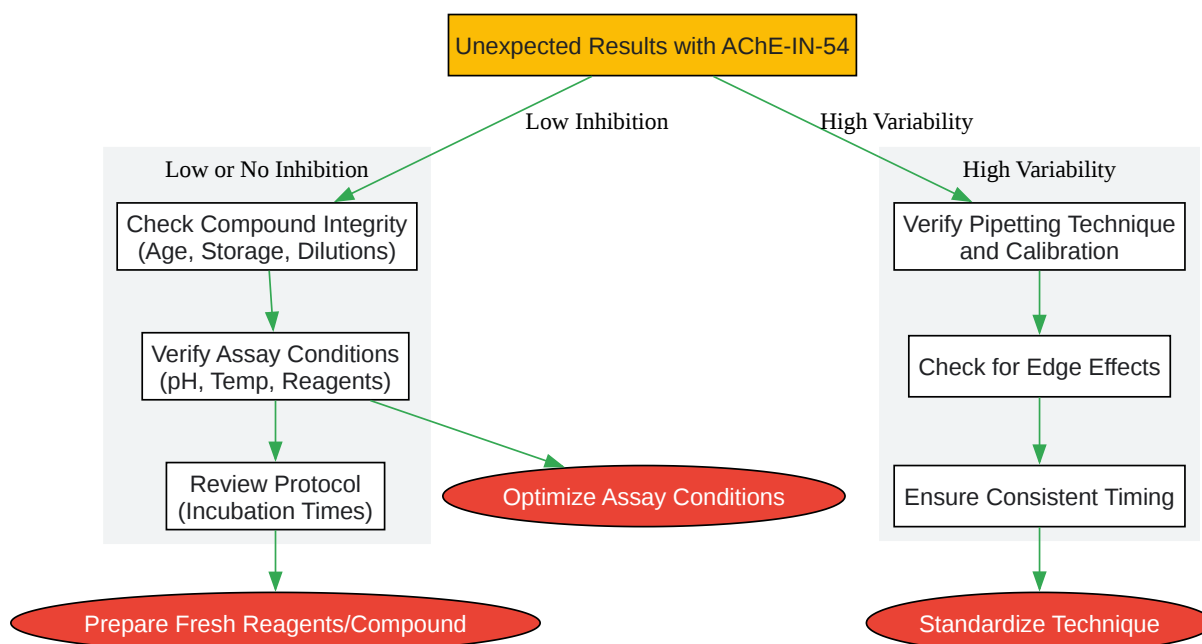 Unexpected Results with AChE-IN-54
Low Inhibition
High Variability
Low or No Inhibition
High Variability
Check Compound Integrity
(Age, Storage, Dilutions)
Verify Pipetting Technique
and Calibration
Verify Assay Conditions
(pH, Temp, Reagents)
Check for Edge Effects
Review Protocol
(Incubation Times)
Optimize Assay Conditions
Ensure Consistent Timing
Prepare Fresh Reagents/Compound
Standardize Technique